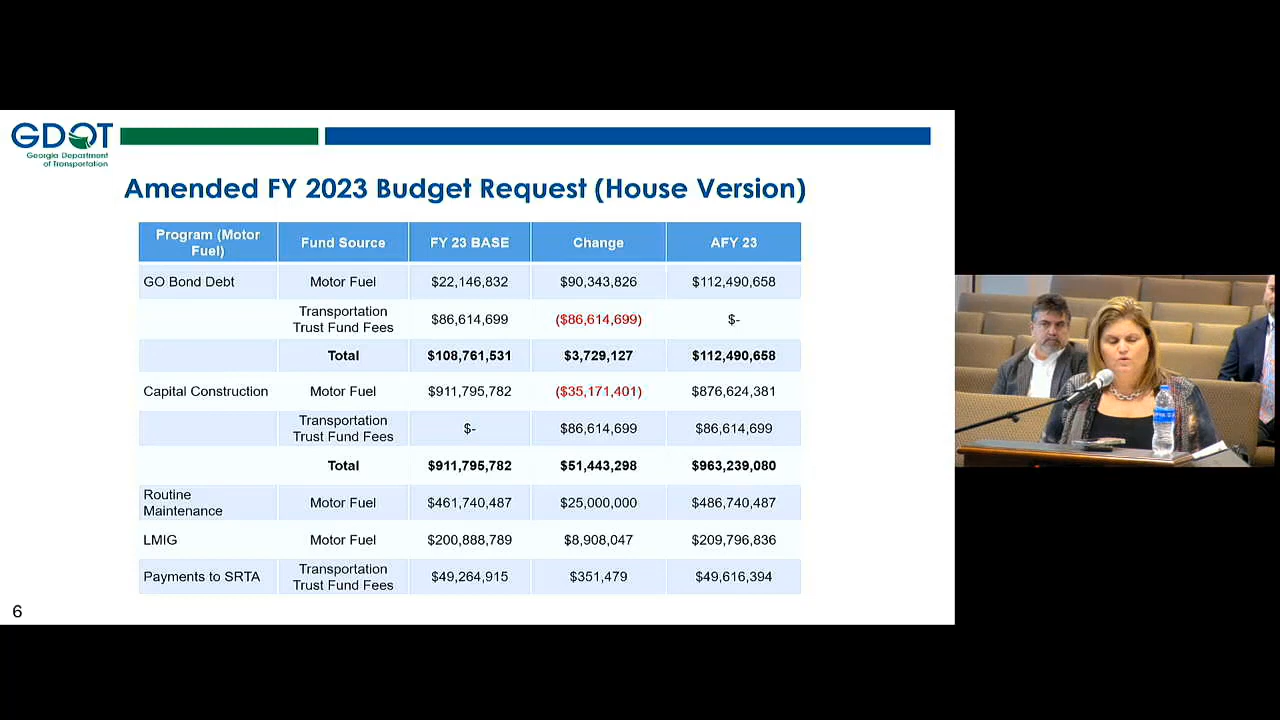 GDOT
Georgia Department
of Transportation
Amended FY 2023 Budget Request (House Version)
Program (Motor Fuel) Fund Source FY 23 BASE Change AFY 23
GO Bond Debt Motor Fuel $22,146,832 $90,343,826 $112,490,658
Transportation Trust Fund Fees $86,614,699 ($86,614,699) $-
Total $108,761,531 $3,729,127 $112,490,658
Capital Construction Motor Fuel $911,795,782 ($35,171,401) $876,624,381
Transportation Trust Fund Fees $- $86,614,699 $86,614,699
Total $911,795,782 $51,443,298 $963,239,080
Routine Maintenance Motor Fuel $461,740,487 $25,000,000 $486,740,487
LMIG Motor Fuel $200,888,789 $8,908,047 $209,796,836
Payments to SRTA Transportation Trust Fund Fees $49,264,915 $351,479 $49,616,394
6